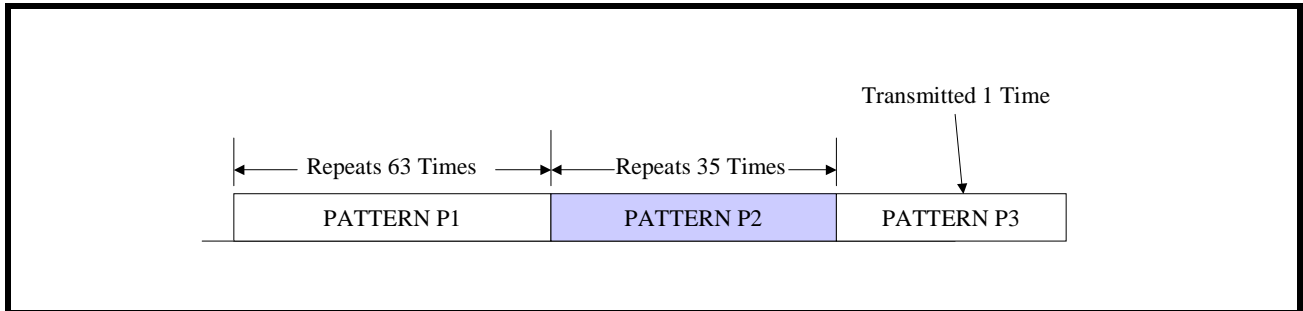 Transmitted 1 Time
Repeats 63 Times
Repeats 35 Times
PATTERN P1
PATTERN P2
PATTERN P3